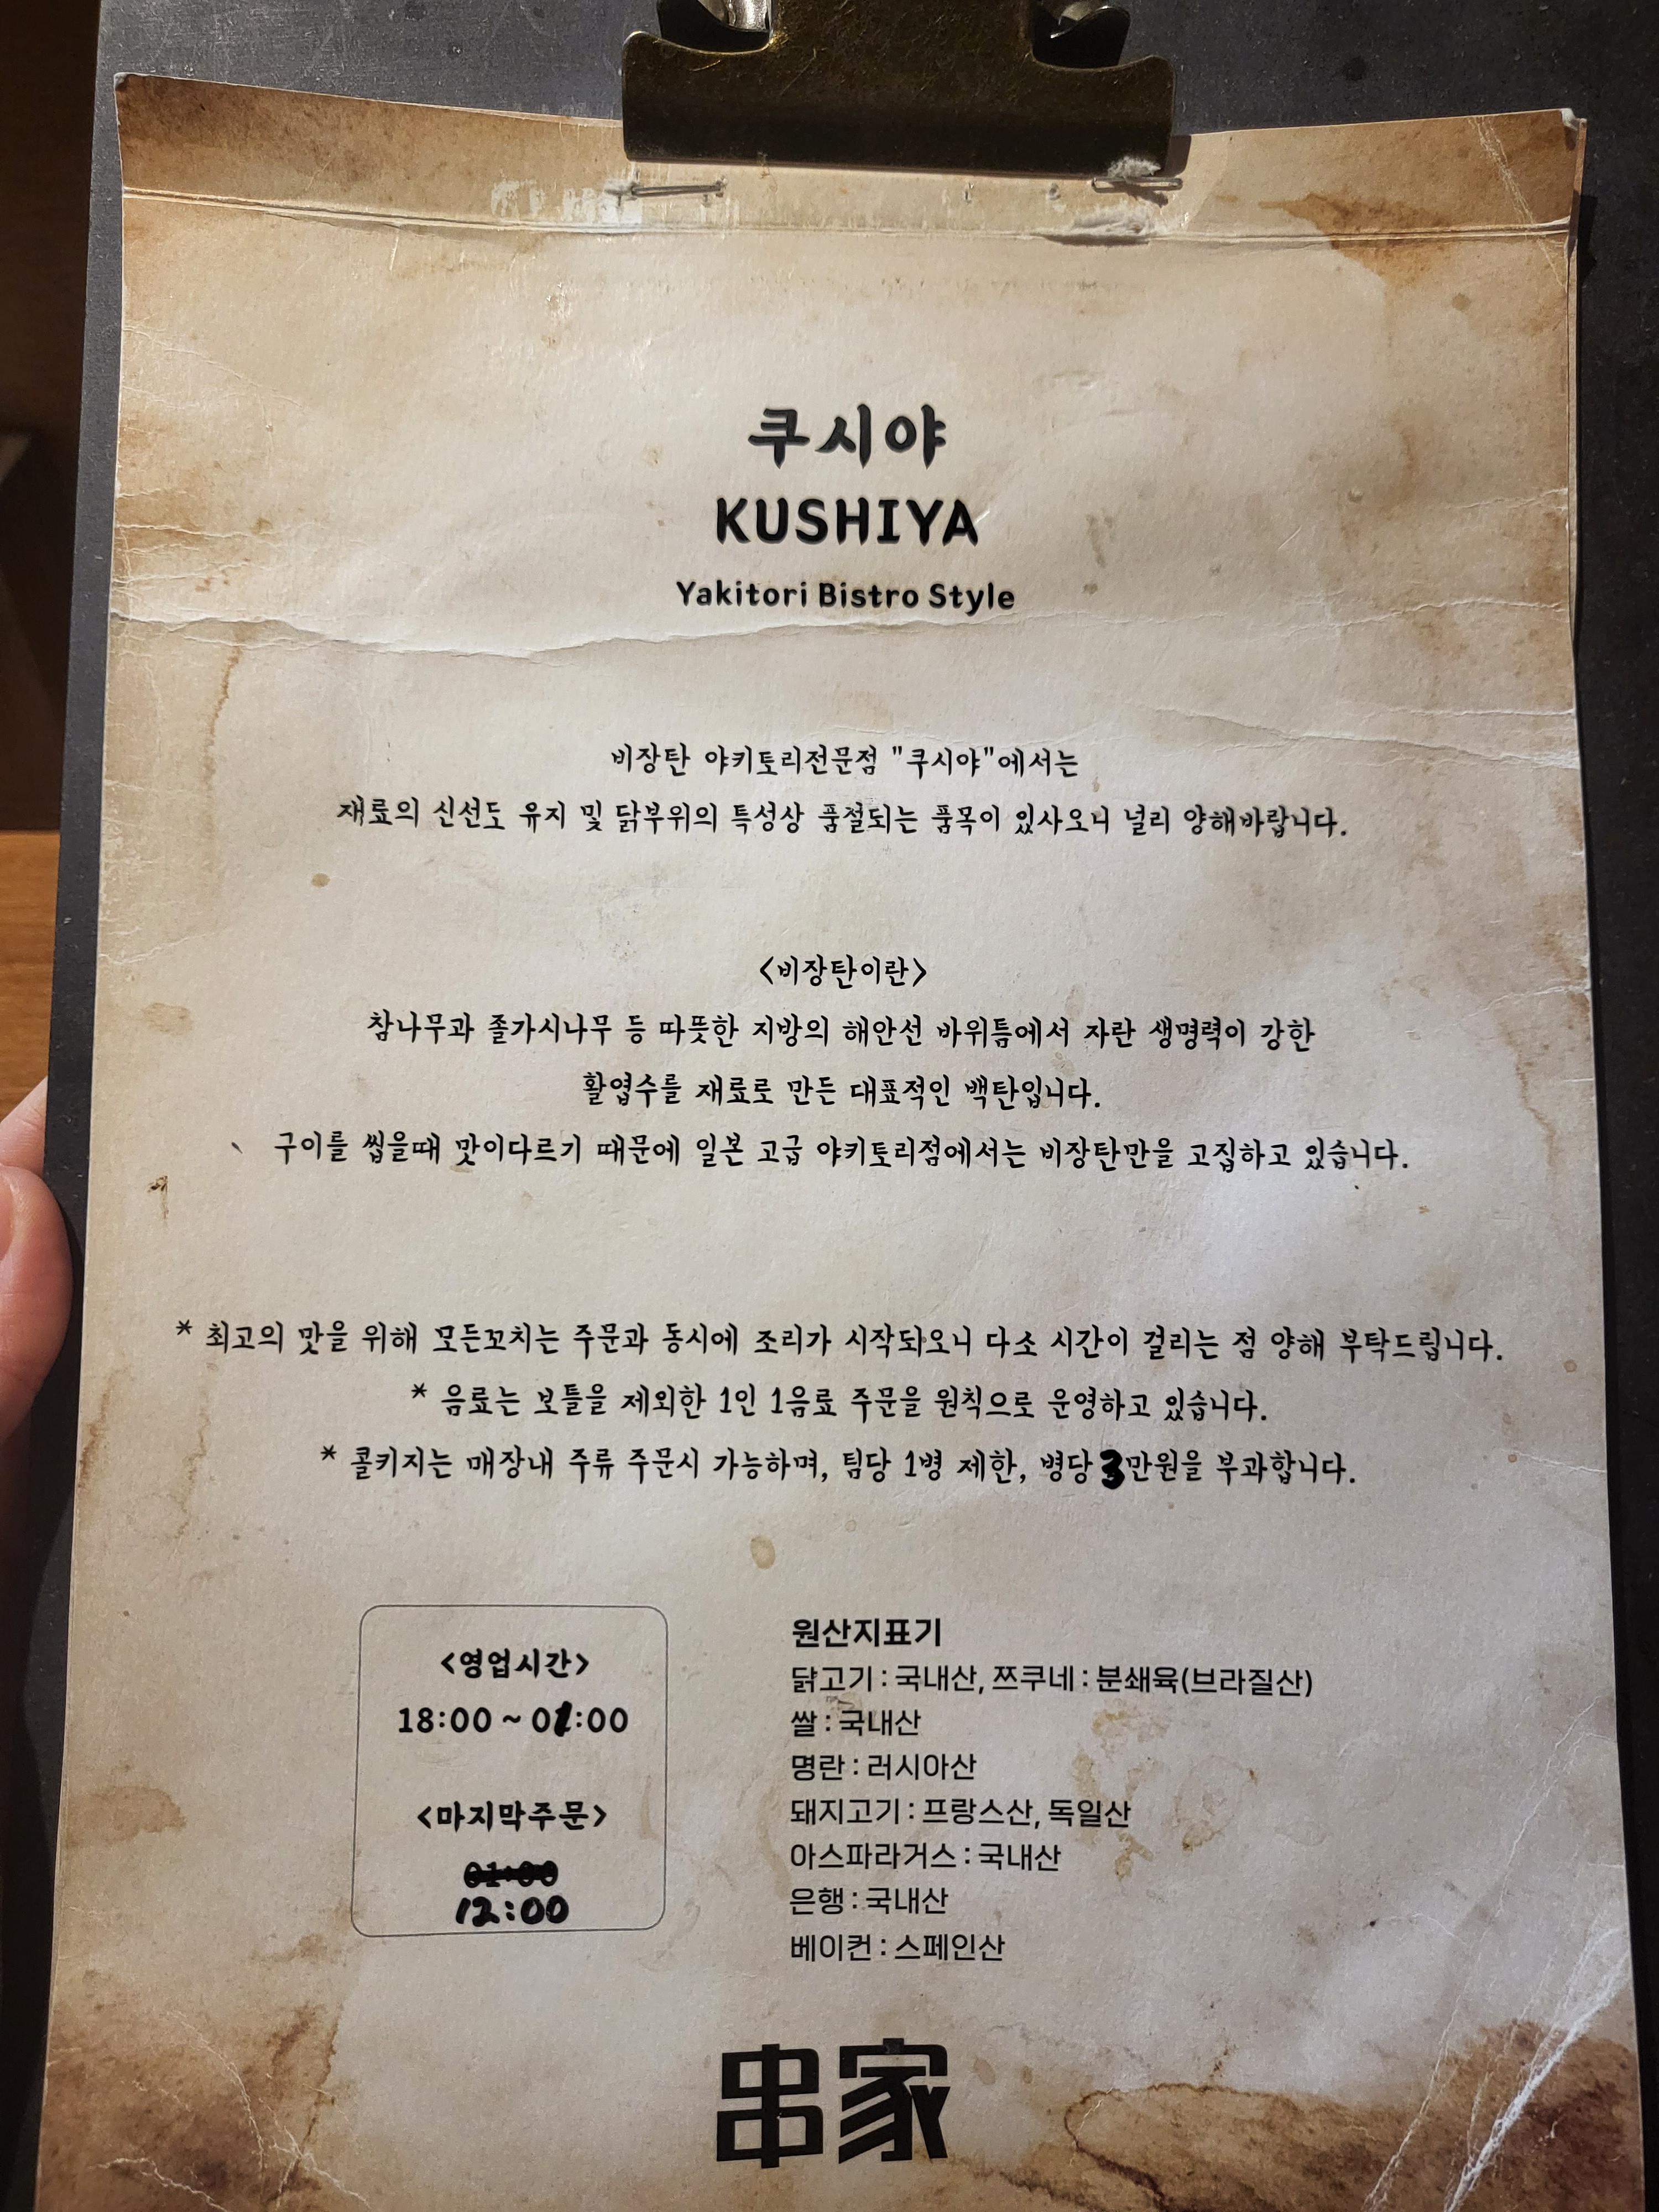 쿠시야
KUSHIYA
Yakitori Bistro Style
비장탄 야키토리전문점 "쿠시야"에서는
재료의 신선도 유지 및 닭부위의 특성상 품절되는 품목이 있사오니 널리 양해바랍니다.
<비장탄이란>
참나무과 졸가시나무 등 따뜻한 지방의 해안선 바위틈에서 자란 생명력이 강한
활엽수를 재료로 만든 대표적인 백탄입니다.
구이를 씹을때 맛이다르기 때문에 일본 고급 야키토리점에서는 비장탄만을 고집하고 있습니다.
* 최고의 맛을 위해 모든꼬치는 주문과 동시에 조리가 시작되오니 다소 시간이 걸리는 점 양해 부탁드립니다.
* 음료는 보틀을 제외한 1인 1음료 주문을 원칙으로 운영하고 있습니다.
* 콜키지는 매장내 주류 주문시 가능하며, 팀당 1병 제한, 병당 3만원을 부과합니다.
<영업시간>
18:00 ~ 01:00
<마지막주문>
01:00
12:00
원산지표기
닭고기 : 국내산, 쯔쿠네 : 분쇄육(브라질산)
쌀 : 국내산
명란 : 러시아산
돼지고기 : 프랑스산, 독일산
아스파라거스 : 국내산
은행 : 국내산
베이컨 : 스페인산
串家